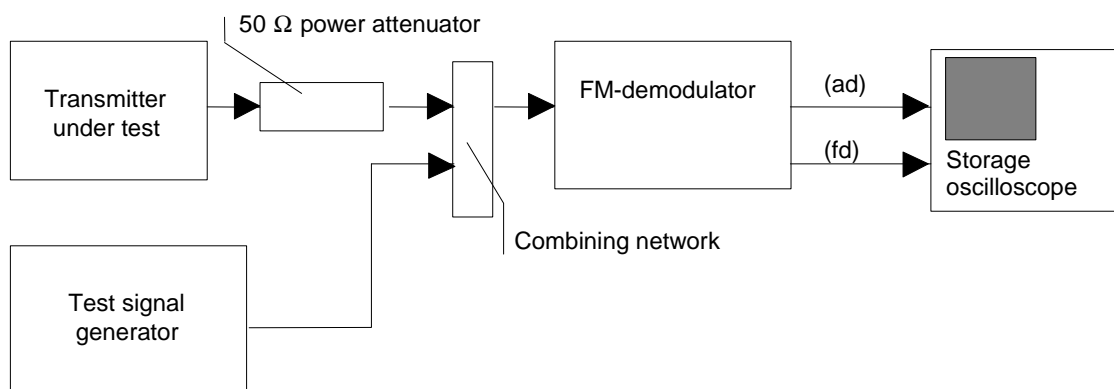 50 Ω power attenuator
Transmitter
under test
FM-demodulator
(ad)
(fd)
Storage
oscilloscope
Combining network
Test signal
generator